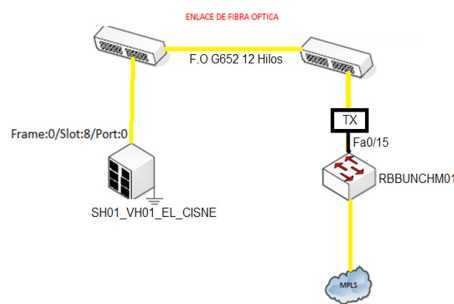 ENLACE DE FIBRA OPTICA
F.O G652 12 Hilos
TX
Frame:0/Slot:8/Port:0
Fa0/15
RBBUNCHM01
SH01_VH01_EL_CISNE
MPLS